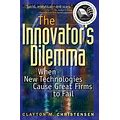 The
Innovator's
Dilemma
When
New Technologies
Cause Great Firms
to Fail
CLAYTON M. CHRISTENSEN